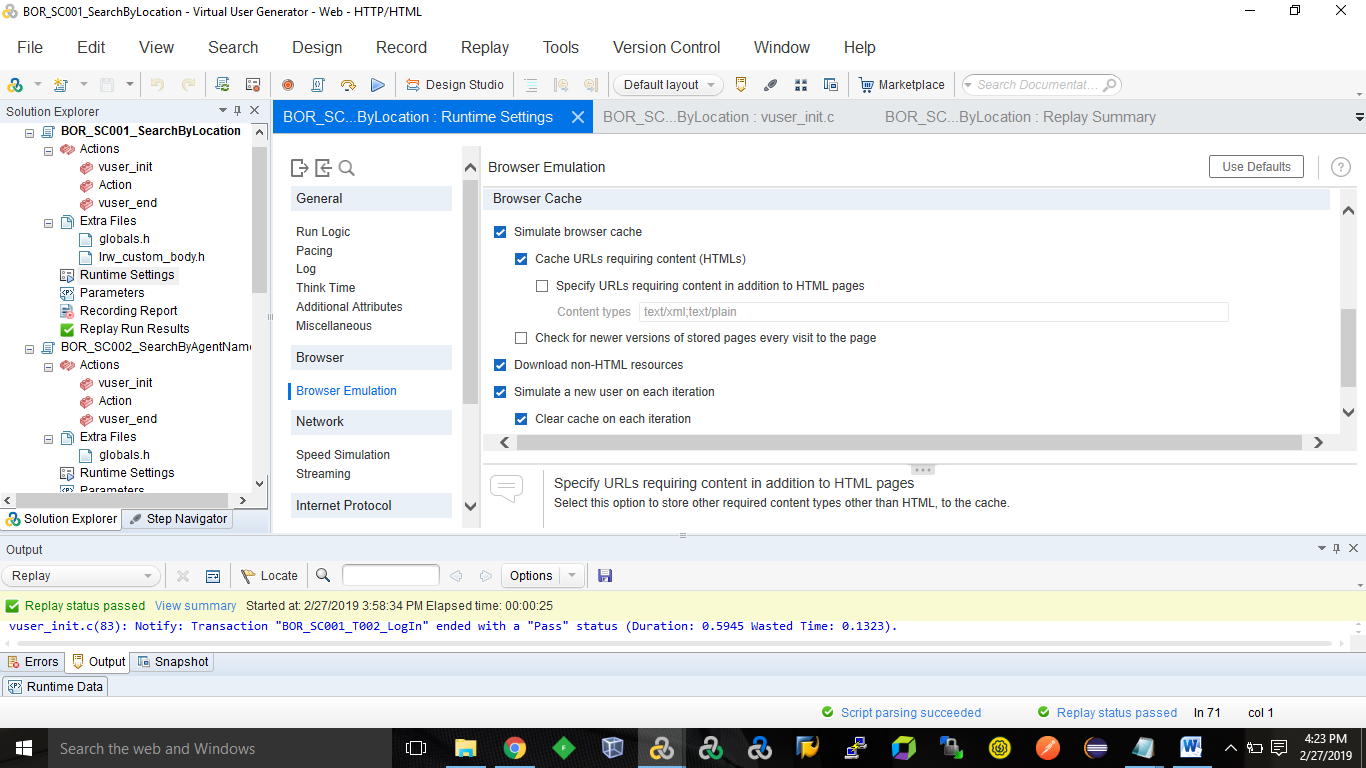 BOR_SC001_SearchByLocation - Virtual User Generator - Web - HTTP/HTML
File Edit View Search Design Record Replay Tools Version Control Window Help
Design Studio Default layout Marketplace Search Documentat...
Solution Explorer
BOR_SC001_SearchByLocation
Actions
vuser_init
Action
vuser_end
Extra Files
globals.h
lrw_custom_body.h
Runtime Settings
Parameters
Recording Report
Replay Run Results
BOR_SC002_SearchByAgentName
Actions
vuser_init
Action
vuser_end
Extra Files
globals.h
Runtime Settings
Parameters
Solution Explorer Step Navigator
BOR_SC...ByLocation : Runtime Settings BOR_SC...ByLocation : vuser_init.c BOR_SC...ByLocation : Replay Summary
General
Run Logic
Pacing
Log
Think Time
Additional Attributes
Miscellaneous
Browser
Browser Emulation
Network
Speed Simulation
Streaming
Internet Protocol
Browser Emulation Use Defaults ?
Browser Cache
Simulate browser cache
Cache URLs requiring content (HTMLs)
Specify URLs requiring content in addition to HTML pages
Content types text/xml;text/plain
Check for newer versions of stored pages every visit to the page
Download non-HTML resources
Simulate a new user on each iteration
Clear cache on each iteration
Specify URLs requiring content in addition to HTML pages
Select this option to store other required content types other than HTML, to the cache.
Output
Replay Locate Options
Replay status passed View summary Started at: 2/27/2019 3:58:34 PM Elapsed time: 00:00:25
vuser_init.c(83): Notify: Transaction "BOR_SC001_T002_LogIn" ended with a "Pass" status (Duration: 0.5945 Wasted Time: 0.1323).
Errors Output Snapshot
Runtime Data
Script parsing succeeded Replay status passed ln 71 col 1
Search the web and Windows
4:23 PM
2/27/2019